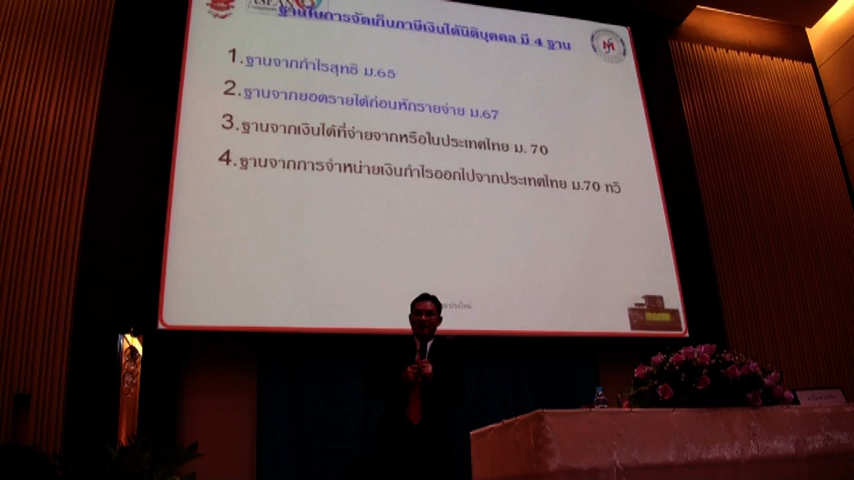 ฐานในการจัดเก็บภาษีเงินได้นิติบุคคล มี 4 ฐาน
1.ฐานจากกำไรสุทธิ ม.65
2.ฐานจากยอดรายได้ก่อนหักรายจ่าย ม.67
3.ฐานจากเงินได้ที่จ่ายจากหรือในประเทศไทย ม. 70
4.ฐานจากการจำหน่ายเงินกำไรออกไปจากประเทศไทย ม.70 ทวิ